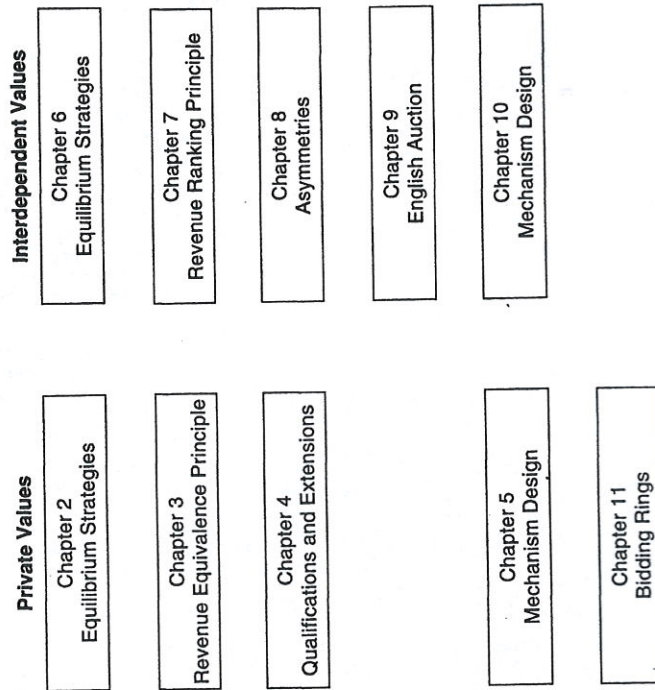 Private Values
Chapter 2
Equilibrium Strategies
Chapter 3
Revenue Equivalence Principle
Chapter 4
Qualifications and Extensions
Chapter 5
Mechanism Design
Chapter 11
Bidding Rings
Interdependent Values
Chapter 6
Equilibrium Strategies
Chapter 7
Revenue Ranking Principle
Chapter 8
Asymmetries
Chapter 9
English Auction
Chapter 10
Mechanism Design